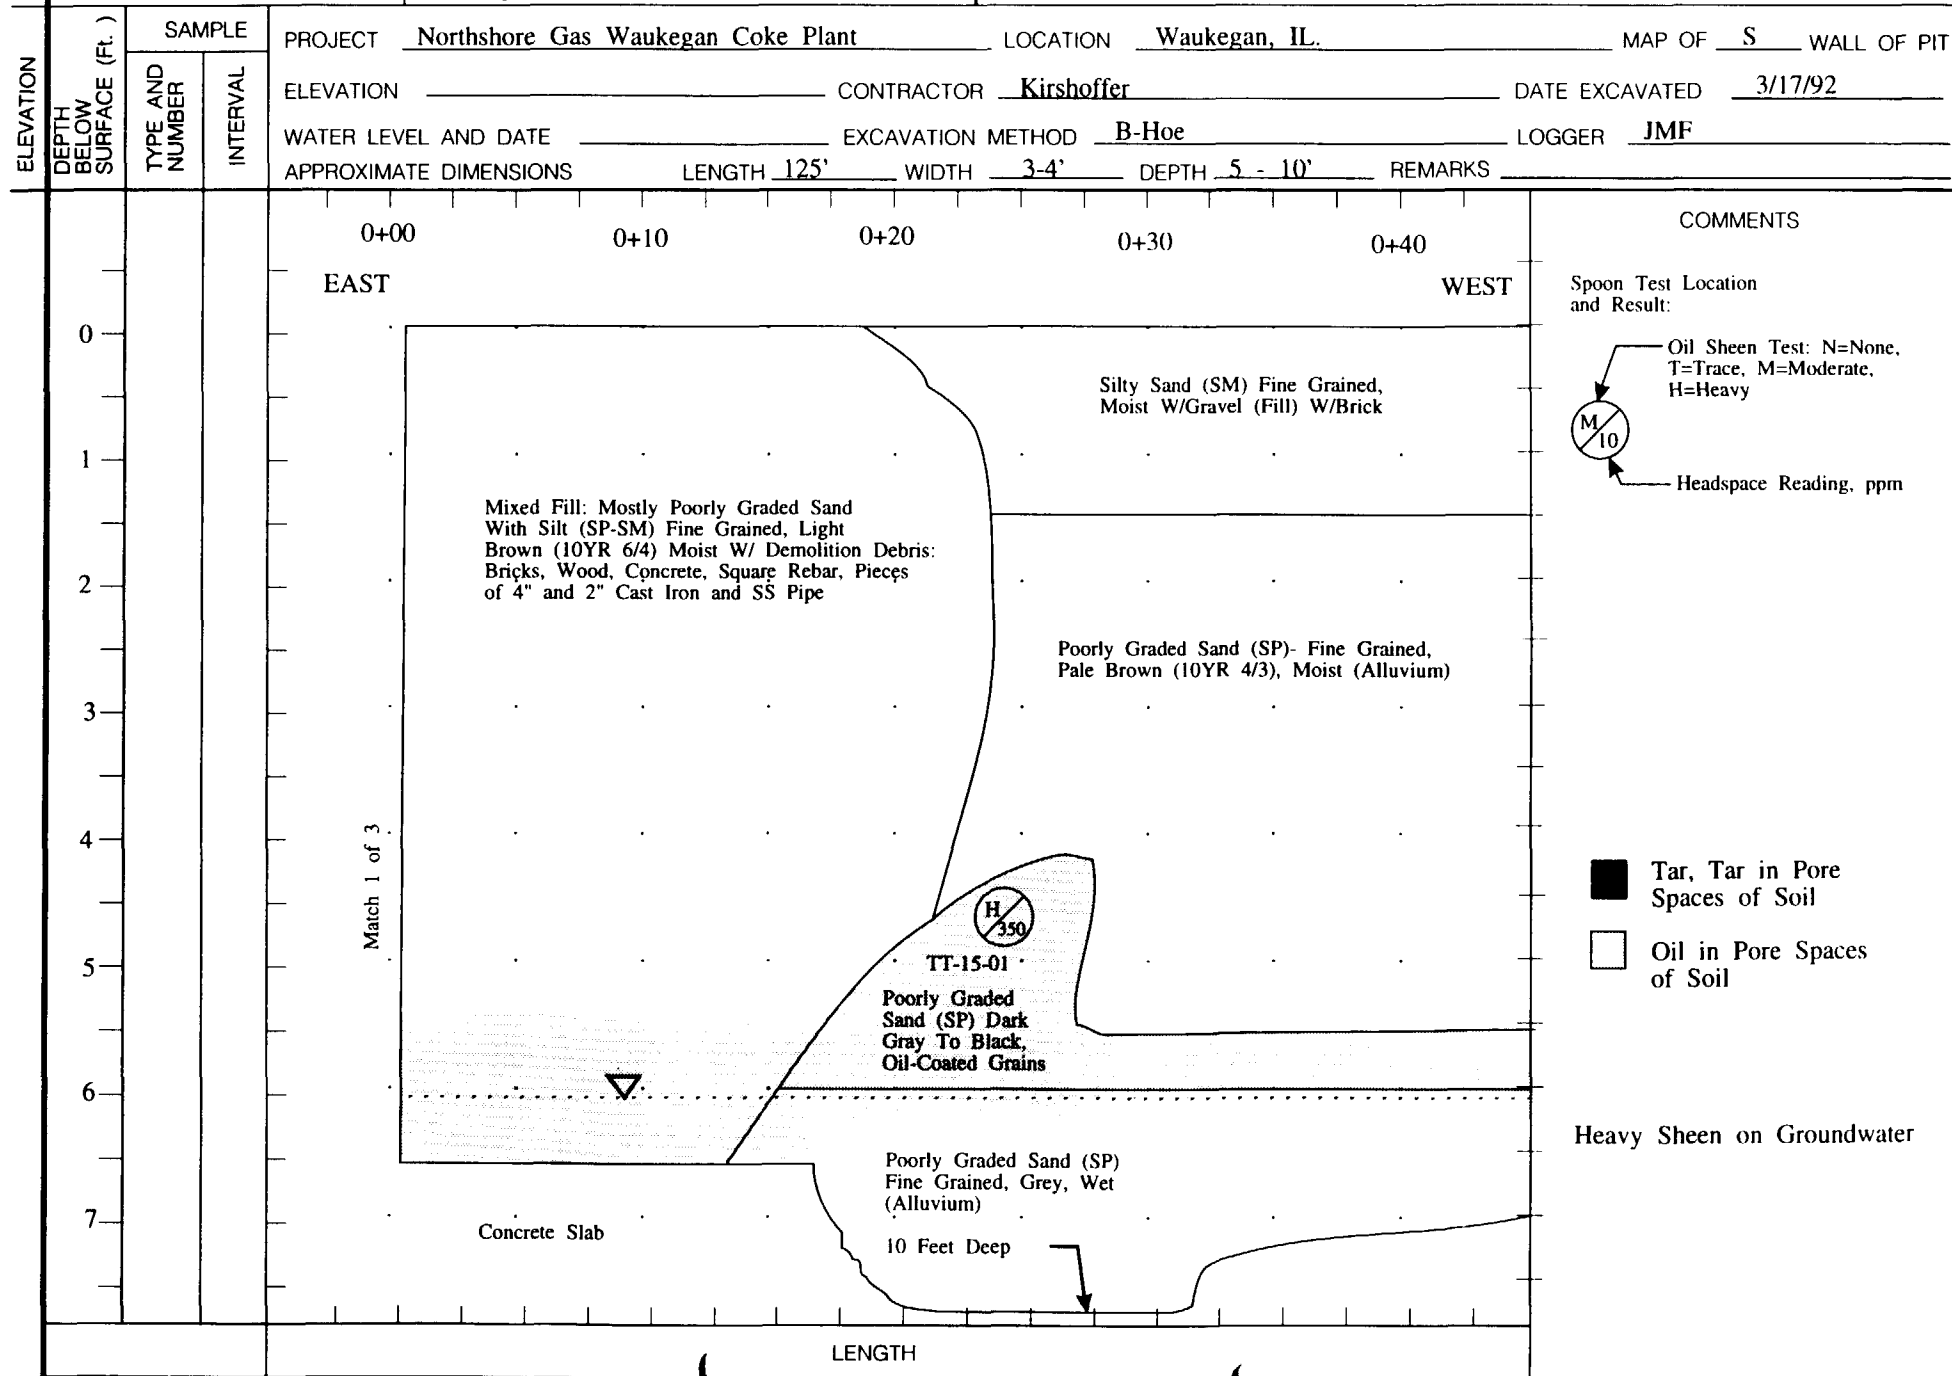 ELEVATION
DEPTH BELOW SURFACE (Ft. )
SAMPLE
TYPE AND NUMBER
INTERVAL
PROJECT Northshore Gas Waukegan Coke Plant LOCATION Waukegan, IL. MAP OF S WALL OF PIT
ELEVATION CONTRACTOR Kirshoffer DATE EXCAVATED 3/17/92
WATER LEVEL AND DATE EXCAVATION METHOD B-Hoe LOGGER JMF
APPROXIMATE DIMENSIONS LENGTH 125' WIDTH 3-4' DEPTH 5 - 10' REMARKS
0+00 0+10 0+20 0+30 0+40
EAST WEST
COMMENTS
Spoon Test Location
and Result:
Oil Sheen Test: N=None,
T=Trace, M=Moderate,
H=Heavy
M
10
Headspace Reading, ppm
0
1
2
3
4
5
6
7
Silty Sand (SM) Fine Grained,
Moist W/Gravel (Fill) W/Brick
Mixed Fill: Mostly Poorly Graded Sand
With Silt (SP-SM) Fine Grained, Light
Brown (10YR 6/4) Moist W/ Demolition Debris:
Bricks, Wood, Concrete, Square Rebar, Pieces
of 4" and 2" Cast Iron and SS Pipe
Poorly Graded Sand (SP)- Fine Grained,
Pale Brown (10YR 4/3), Moist (Alluvium)
Match 1 of 3
H
350
TT-15-01
Poorly Graded
Sand (SP) Dark
Gray To Black,
Oil-Coated Grains
Tar, Tar in Pore
Spaces of Soil
Oil in Pore Spaces
of Soil
Heavy Sheen on Groundwater
Poorly Graded Sand (SP)
Fine Grained, Grey, Wet
(Alluvium)
Concrete Slab
10 Feet Deep
LENGTH